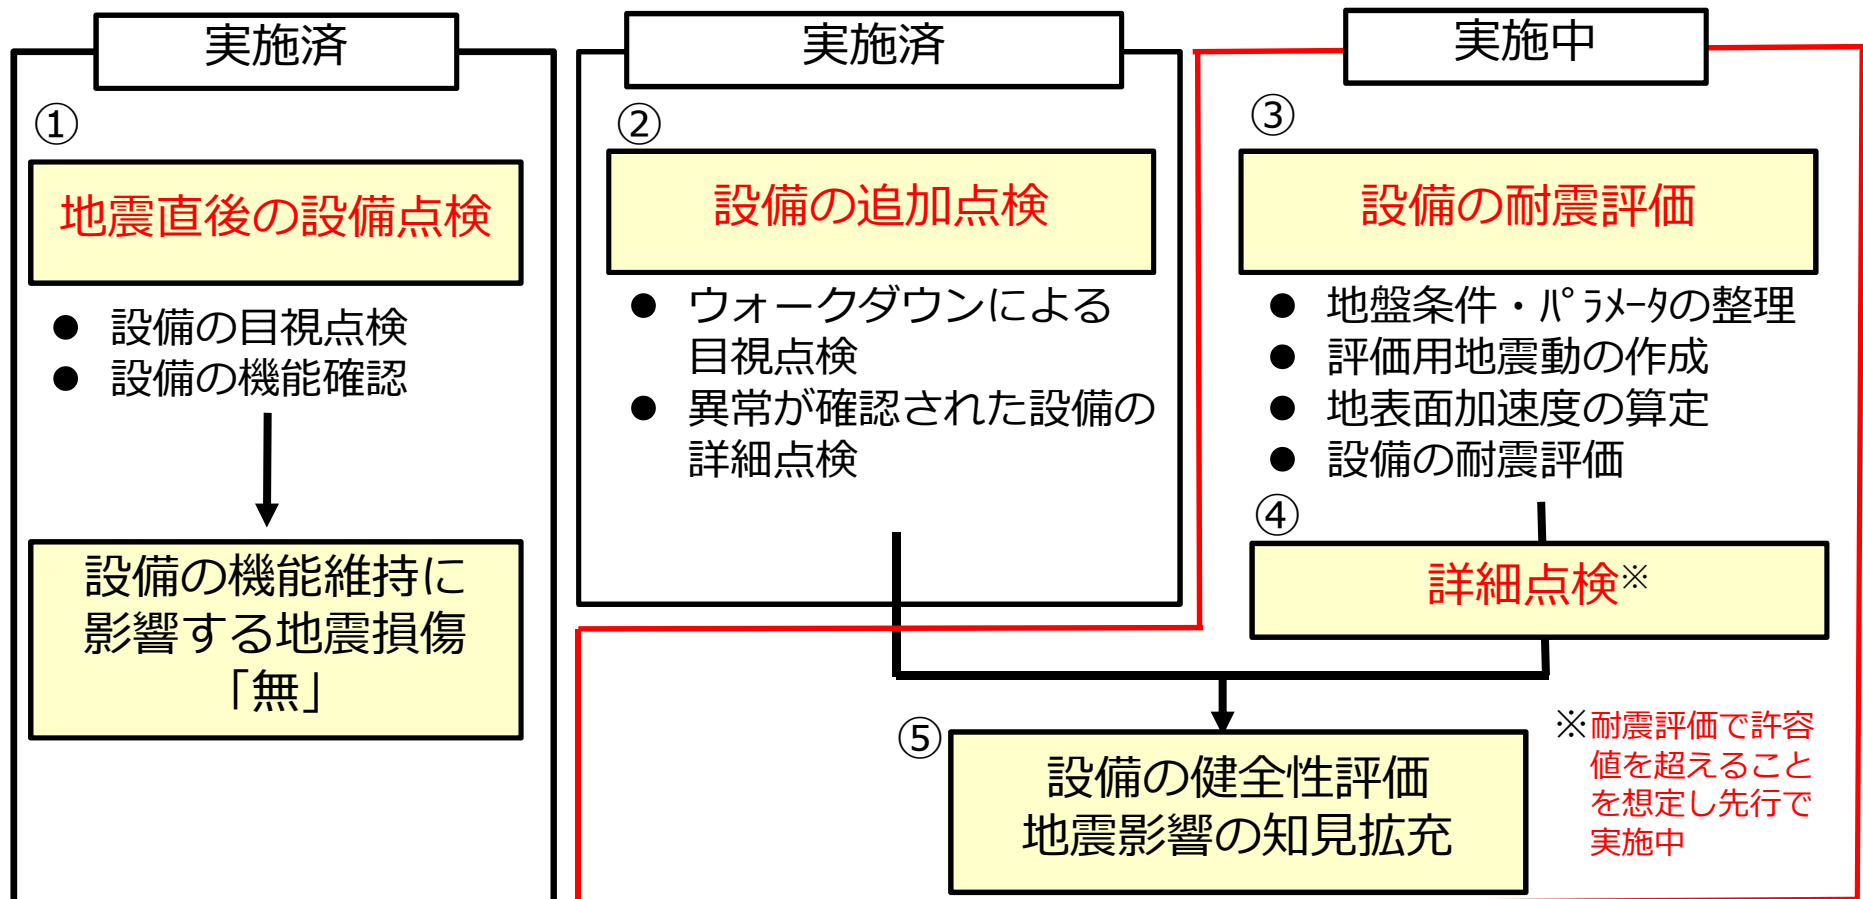 実施済
①
地震直後の設備点検
● 設備の目視点検
● 設備の機能確認
設備の機能維持に
影響する地震損傷
「無」
実施済
②
設備の追加点検
● ウォークダウンによる
目視点検
● 異常が確認された設備の
詳細点検
実施中
③
設備の耐震評価
● 地盤条件・ﾊﾟﾗﾒｰﾀの整理
● 評価用地震動の作成
● 地表面加速度の算定
● 設備の耐震評価
④
詳細点検※
⑤
設備の健全性評価
地震影響の知見拡充
※耐震評価で許容
値を超えること
を想定し先行で
実施中